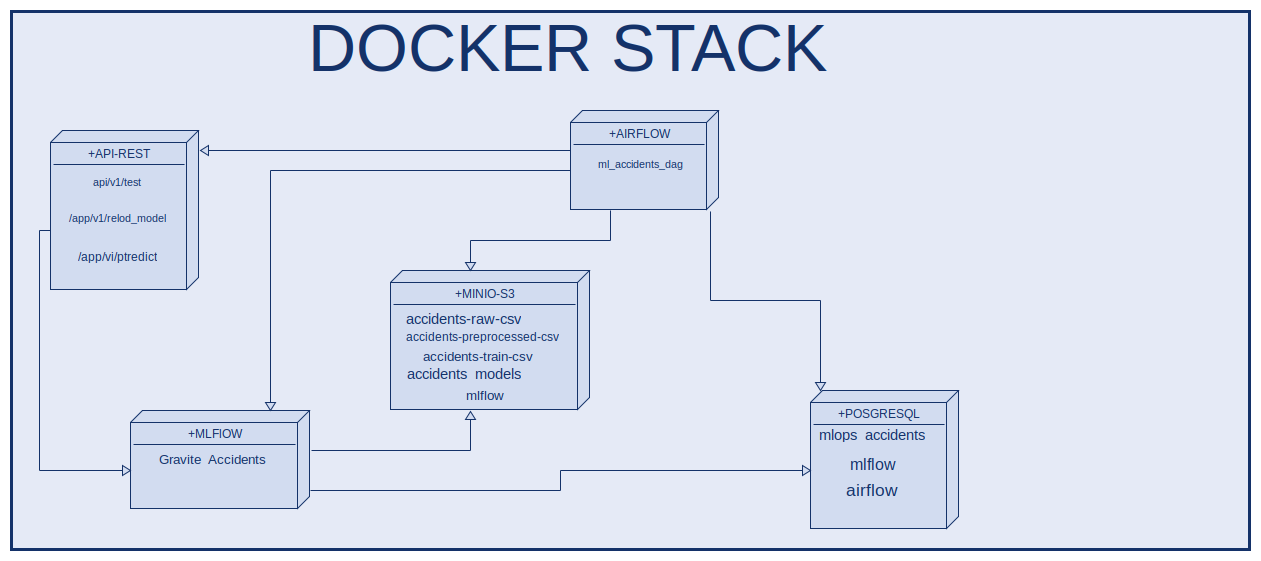 DOCKER STACK
+API-REST
api/v1/test
/app/v1/relod_model
/app/vi/ptredict
+AIRFLOW
ml_accidents_dag
+MINIO-S3
accidents-raw-csv
accidents-preprocessed-csv
accidents-train-csv
accidents models
mlflow
+MLFlOW
Gravite Accidents
+POSGRESQL
mlops accidents
mlflow
airflow